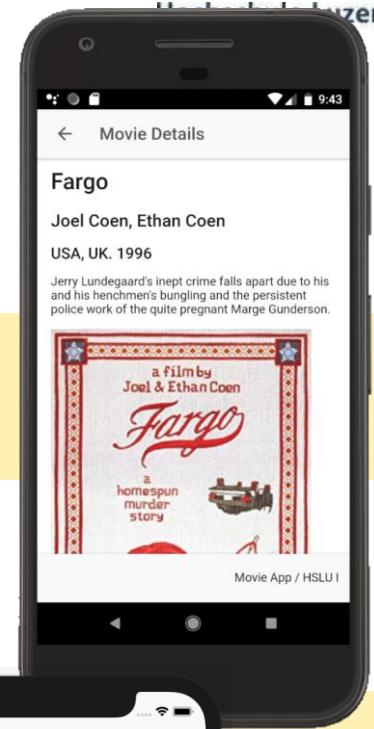 9:43
Movie Details
Fargo
Joel Coen, Ethan Coen
USA, UK. 1996
Jerry Lundegaard's inept crime falls apart due to his
and his henchmen's bungling and the persistent
police work of the quite pregnant Marge Gunderson.
a film by
Joel & Ethan Coen
Fargo
a
homespun
murder
story
Movie App / HSLU I